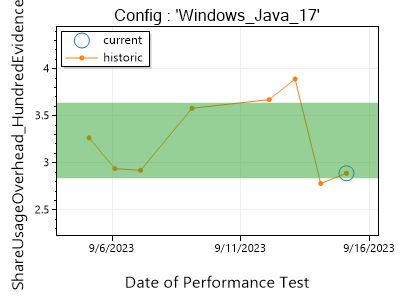 Config : 'Windows_Java_17'
current
historic
ShareUsageOverhead_HundredEvidence
4
3.5
3
2.5
9/6/2023
9/11/2023
9/16/2023
Date of Performance Test